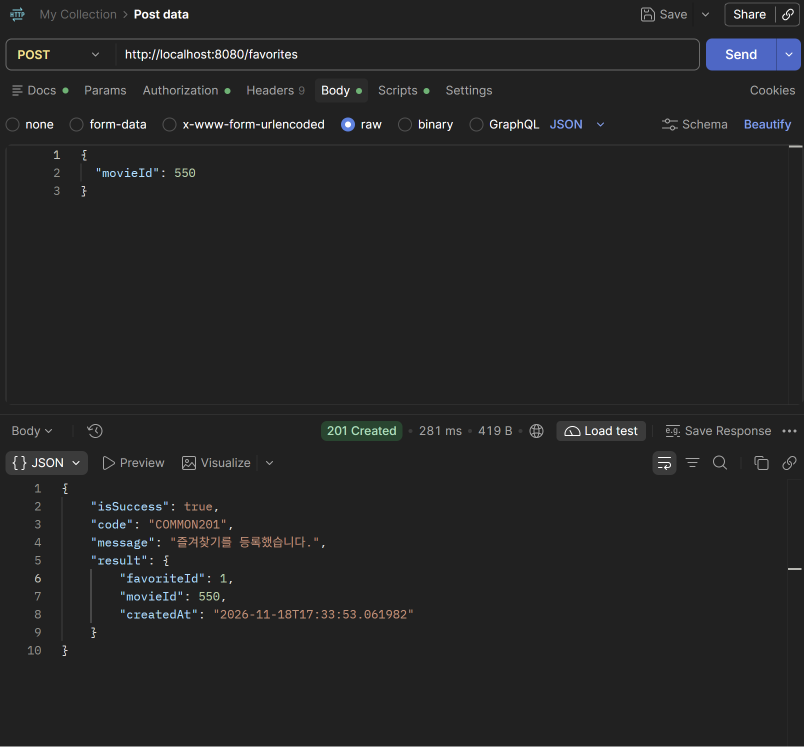 HTTP My Collection > Post data Save Share
POST http://localhost:8080/favorites Send
Docs Params Authorization Headers 9 Body Scripts Settings Cookies
none form-data x-www-form-urlencoded raw binary GraphQL JSON Schema Beautify
1 {
2 "movieId": 550
3 }
Body 201 Created 281 ms 419 B Load test e.g. Save Response
{} JSON Preview Visualize
1 {
2 "isSuccess": true,
3 "code": "COMMON201",
4 "message": "즐겨찾기를 등록했습니다.",
5 "result": {
6 "favoriteId": 1,
7 "movieId": 550,
8 "createdAt": "2026-11-18T17:33:53.061982"
9 }
10 }